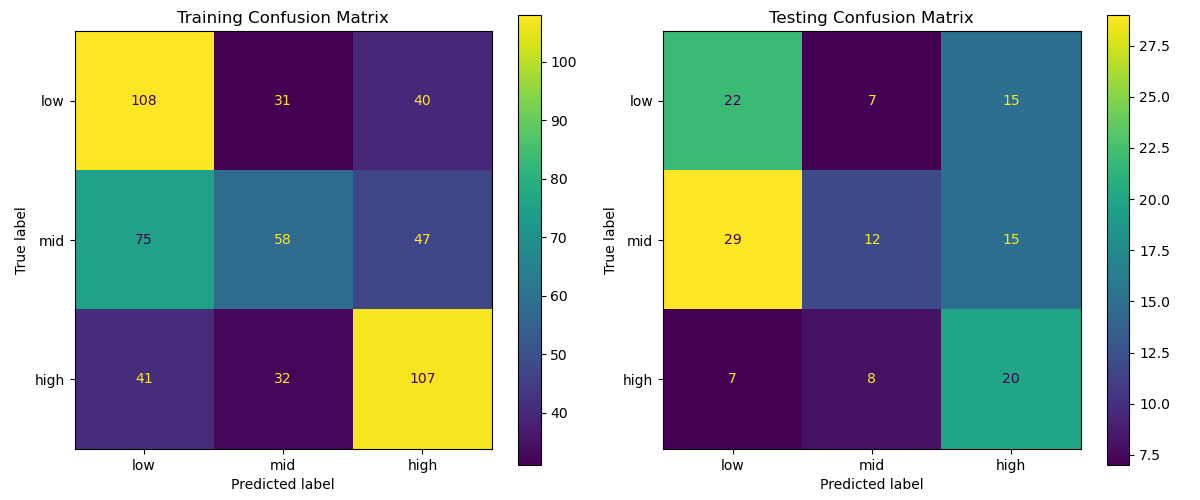 Training Confusion Matrix
low 108 31 40
mid 75 58 47
high 41 32 107
low mid high
Predicted label
True label
100
90
80
70
60
50
40
Testing Confusion Matrix
low 22 7 15
mid 29 12 15
high 7 8 20
low mid high
Predicted label
True label
27.5
25.0
22.5
20.0
17.5
15.0
12.5
10.0
7.5